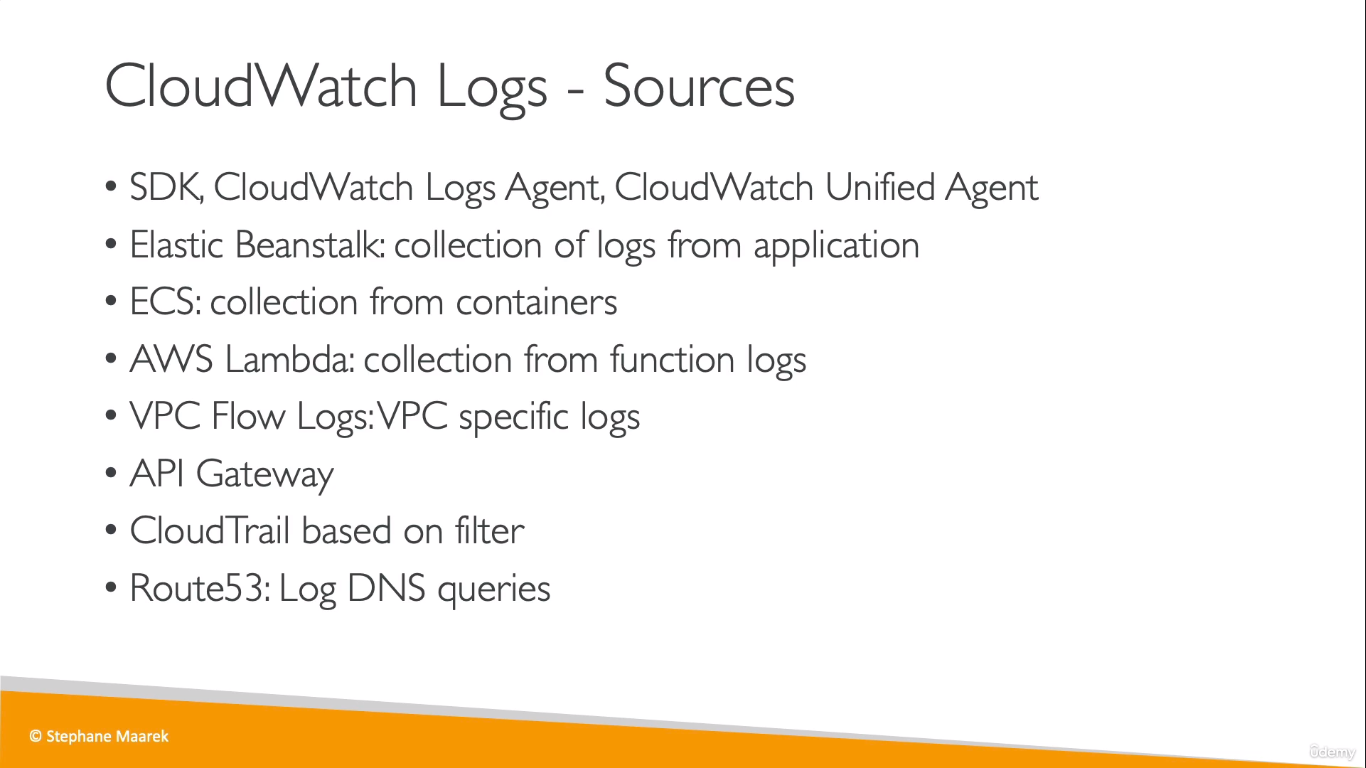 CloudWatch Logs - Sources
• SDK, CloudWatch Logs Agent, CloudWatch Unified Agent
• Elastic Beanstalk: collection of logs from application
• ECS: collection from containers
• AWS Lambda: collection from function logs
• VPC Flow Logs: VPC specific logs
• API Gateway
• CloudTrail based on filter
• Route53: Log DNS queries
© Stephane Maarek
ûdemy